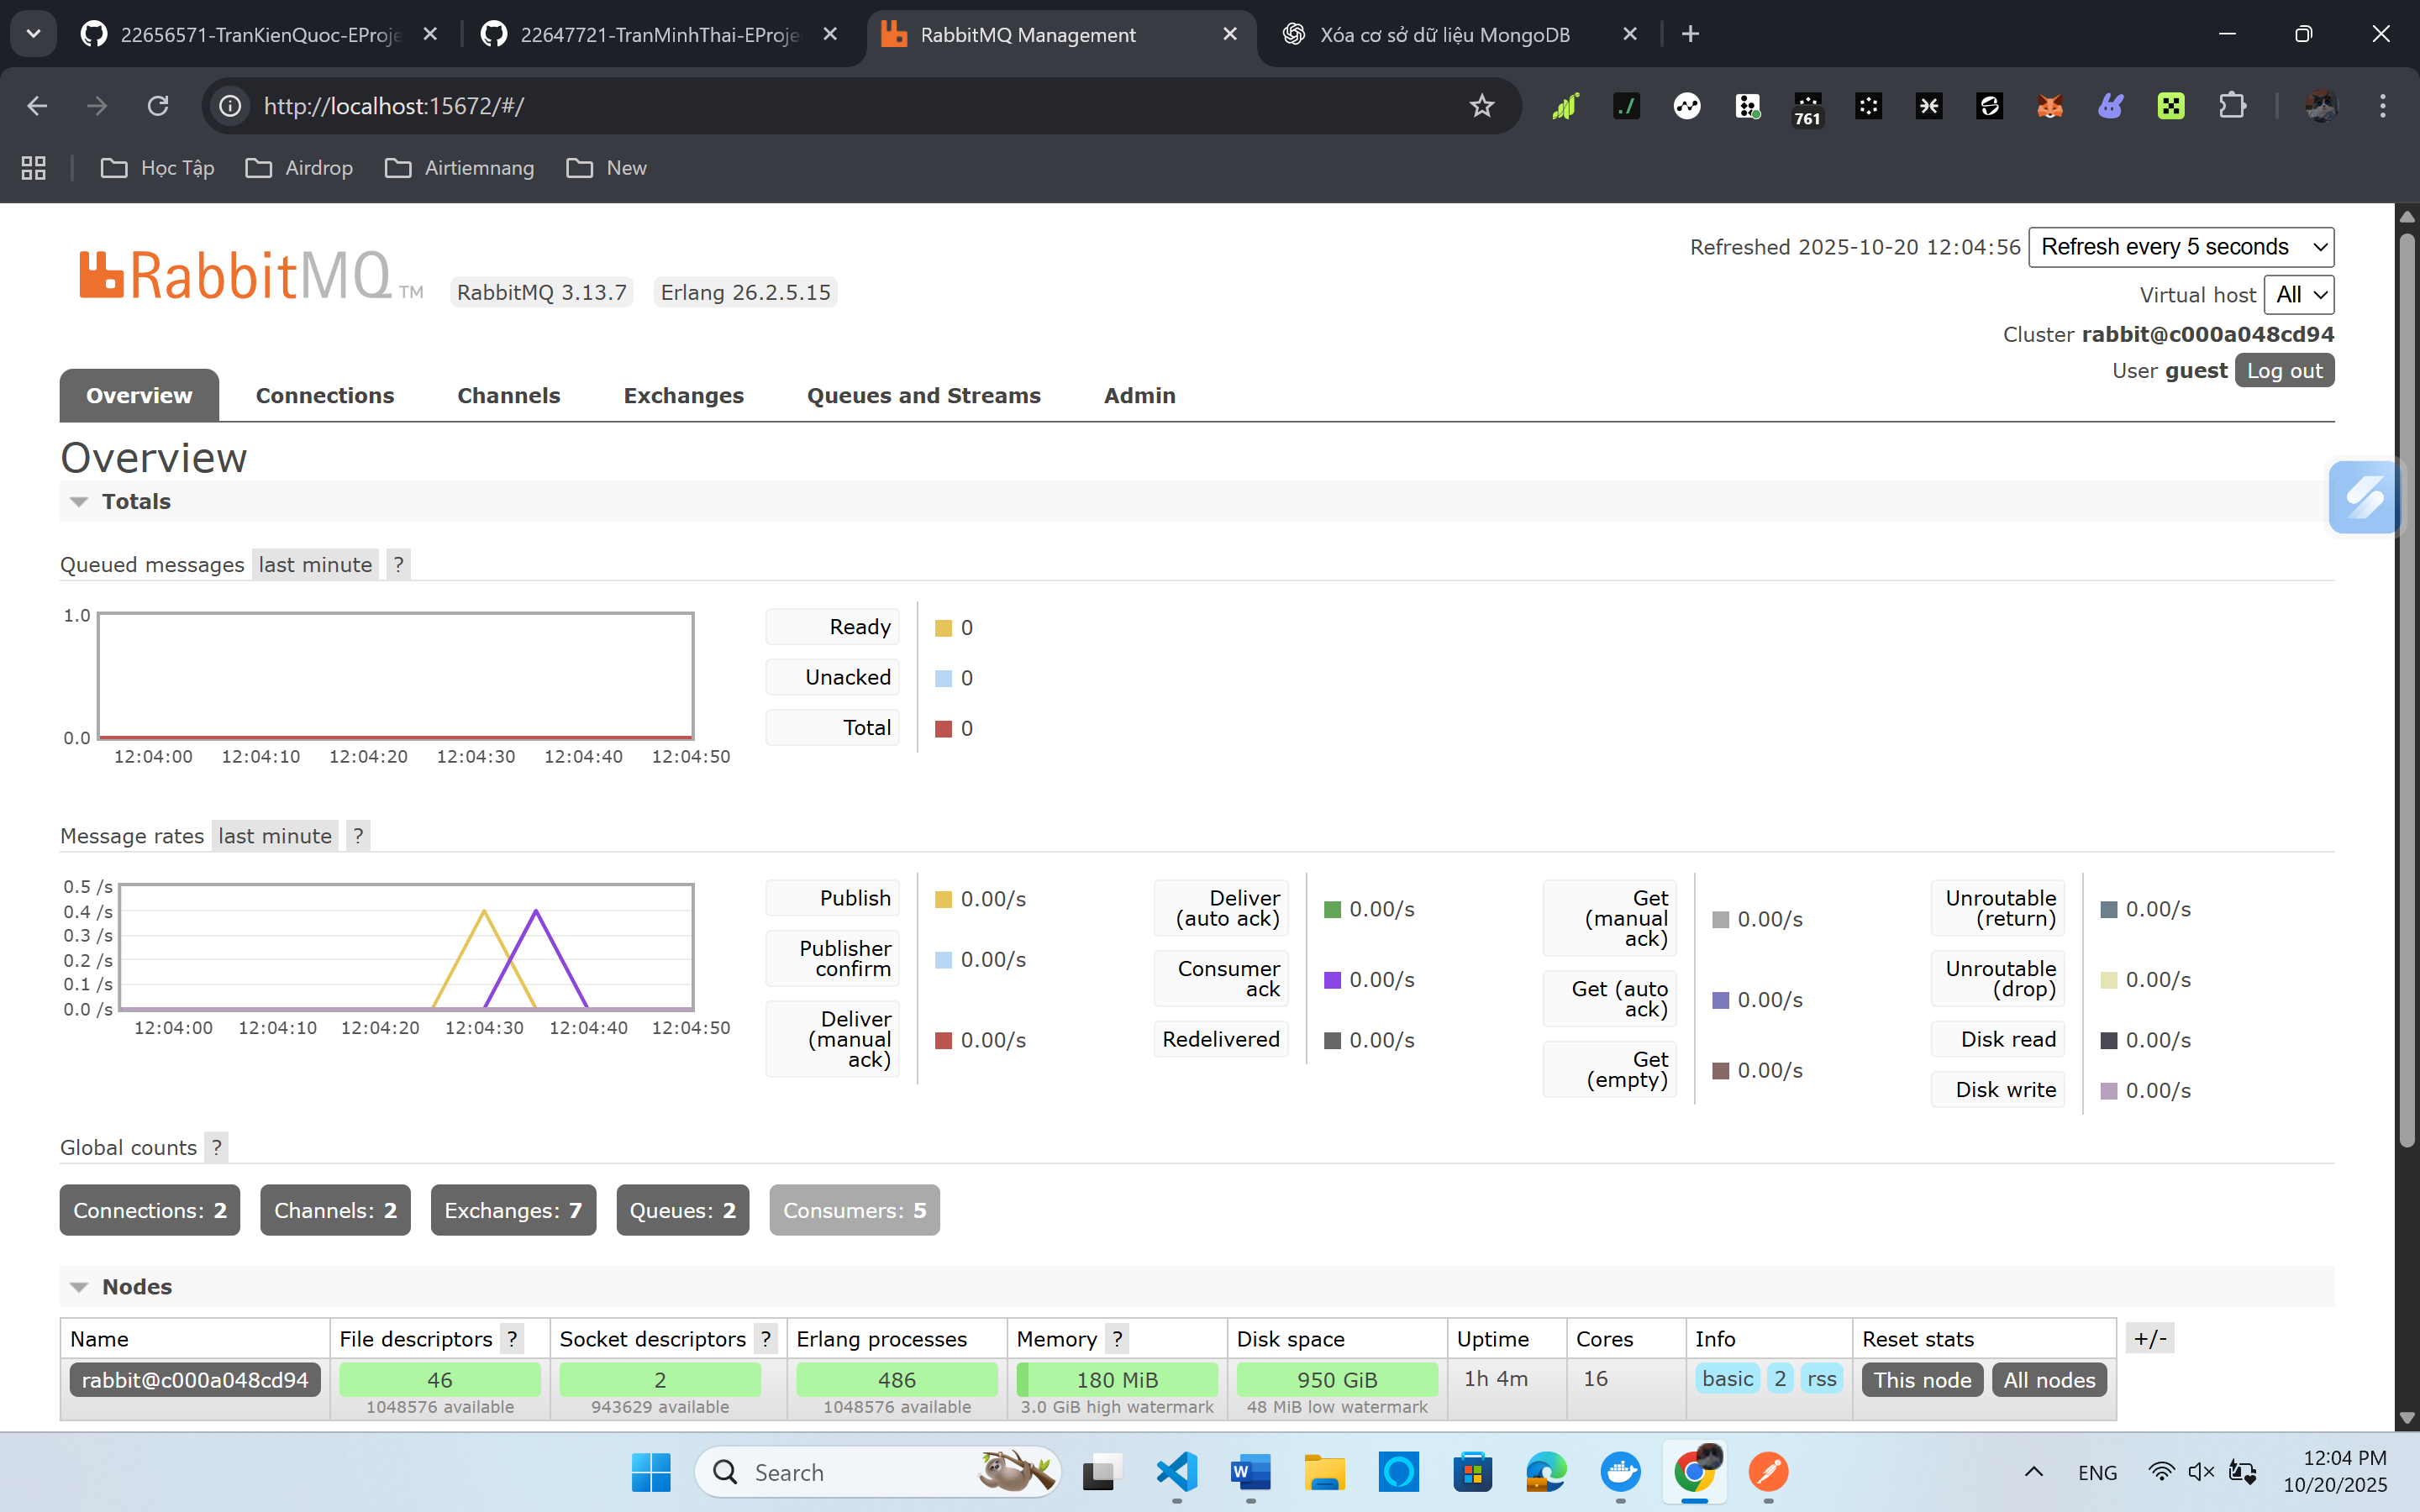 22656571-TranKienQuoc-EProje
22647721-TranMinhThai-EProje
RabbitMQ Management
Xóa cơ sở dữ liệu MongoDB
http://localhost:15672/#/
761
Học Tập
Airdrop
Airtiemnang
New
RabbitMQ TM
RabbitMQ 3.13.7
Erlang 26.2.5.15
Refreshed 2025-10-20 12:04:56
Refresh every 5 seconds
Virtual host
All
Cluster rabbit@c000a048cd94
User guest
Log out
Overview
Connections
Channels
Exchanges
Queues and Streams
Admin
Overview
Totals
Queued messages last minute ?
1.0
0.0
12:04:00 12:04:10 12:04:20 12:04:30 12:04:40 12:04:50
Ready 0
Unacked 0
Total 0
Message rates last minute ?
0.5 /s
0.4 /s
0.3 /s
0.2 /s
0.1 /s
0.0 /s
12:04:00 12:04:10 12:04:20 12:04:30 12:04:40 12:04:50
Publish 0.00/s
Publisher
confirm 0.00/s
Deliver
(manual 0.00/s
ack)
Deliver
(auto ack) 0.00/s
Consumer
ack 0.00/s
Redelivered 0.00/s
Get
(manual 0.00/s
ack)
Get (auto
ack) 0.00/s
Get
(empty) 0.00/s
Unroutable
(return) 0.00/s
Unroutable
(drop) 0.00/s
Disk read 0.00/s
Disk write 0.00/s
Global counts ?
Connections: 2
Channels: 2
Exchanges: 7
Queues: 2
Consumers: 5
Nodes
Name File descriptors ? Socket descriptors ? Erlang processes Memory ? Disk space Uptime Cores Info Reset stats +/-
rabbit@c000a048cd94 46 2 486 180 MiB 950 GiB 1h 4m 16 basic 2 rss This node All nodes
1048576 available 943629 available 1048576 available 3.0 GiB high watermark 48 MiB low watermark
Search
W
ENG
12:04 PM
10/20/2025